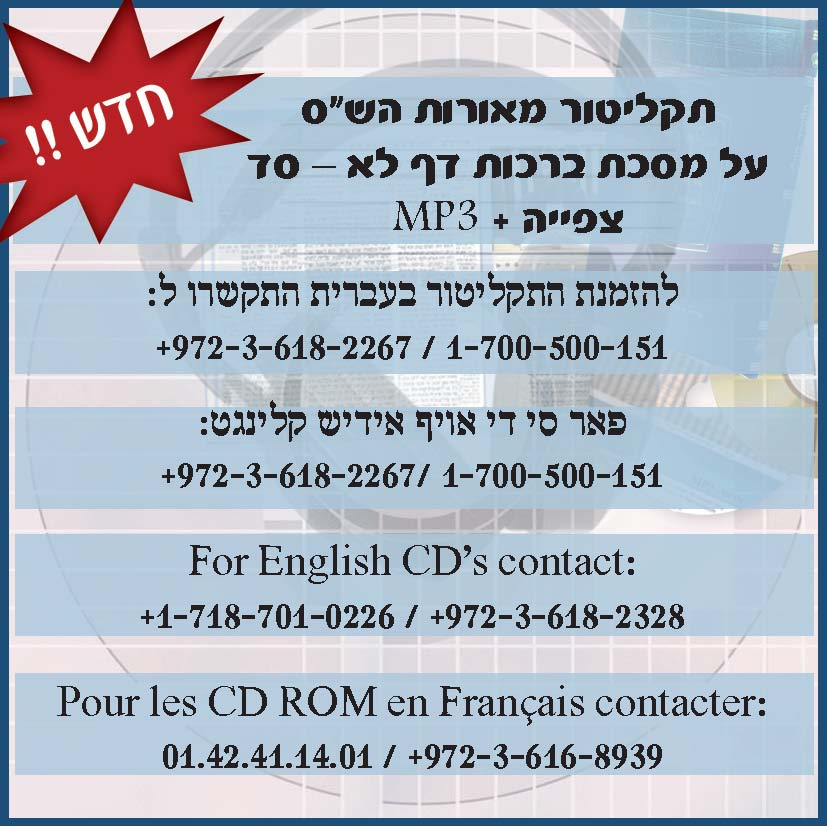 חדש !!
תקליטור מאורות הש"ס
על מסכת ברכות דף לא – סד
צפייה + MP3
להזמנת התקליטור בעברית התקשרו ל:
+972-3-618-2267 / 1-700-500-151
פאר סי די אויף אידיש קלינגט:
+972-3-618-2267/ 1-700-500-151
For English CD’s contact:
+1-718-701-0226 / +972-3-618-2328
Pour les CD ROM en Français contacter:
01.42.41.14.01 / +972-3-616-8939